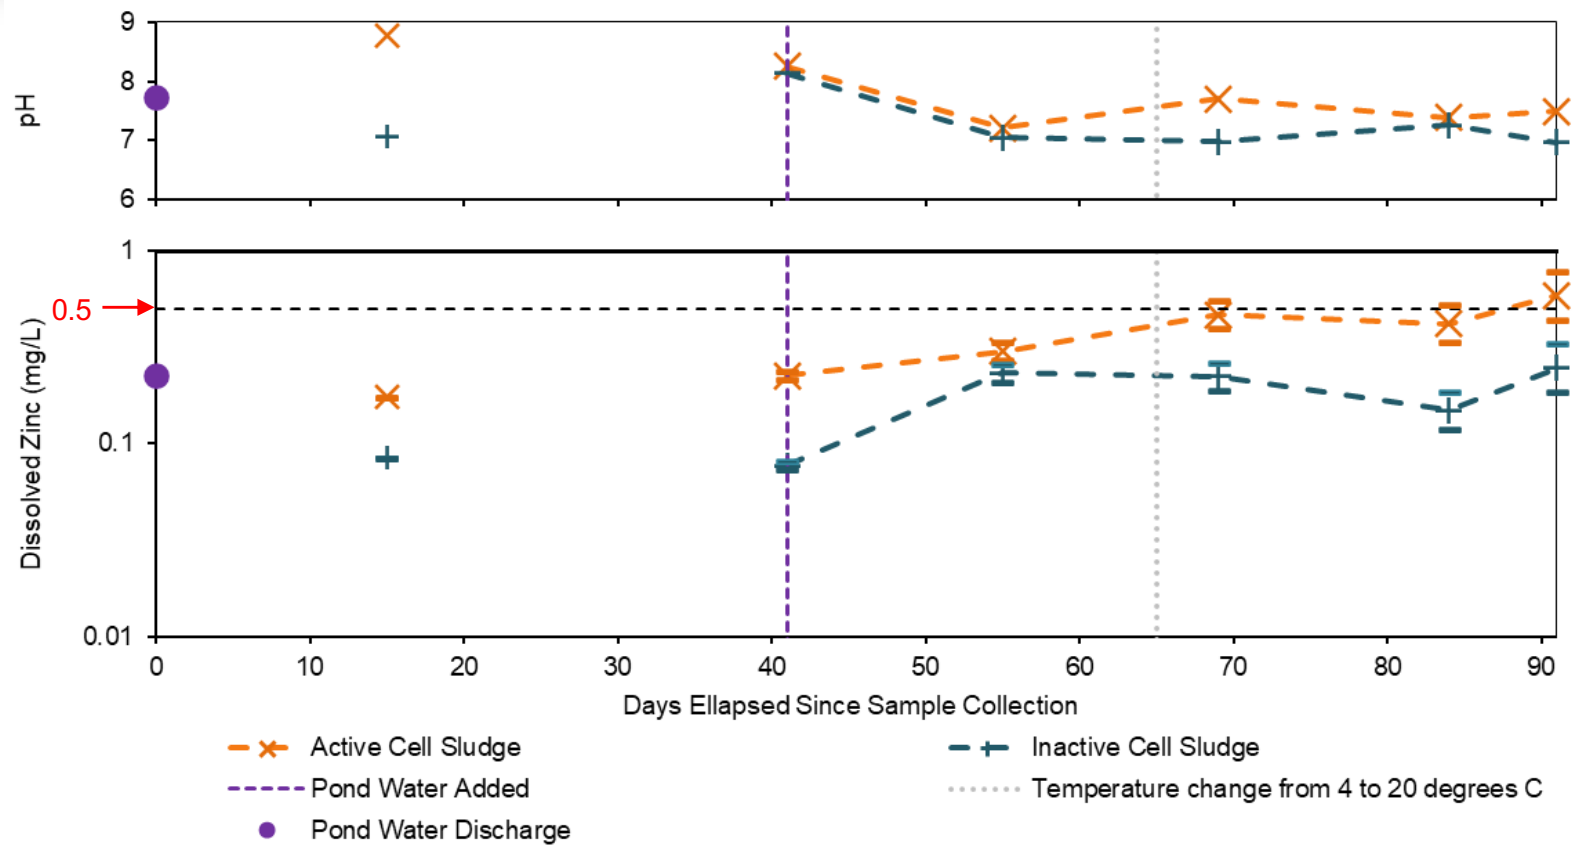 9
8
7
6
pH
1
0.5
0.1
0.01
Dissolved Zinc (mg/L)
0 10 20 30 40 50 60 70 80 90
Days Ellapsed Since Sample Collection
Active Cell Sludge
Inactive Cell Sludge
Pond Water Added
Temperature change from 4 to 20 degrees C
Pond Water Discharge